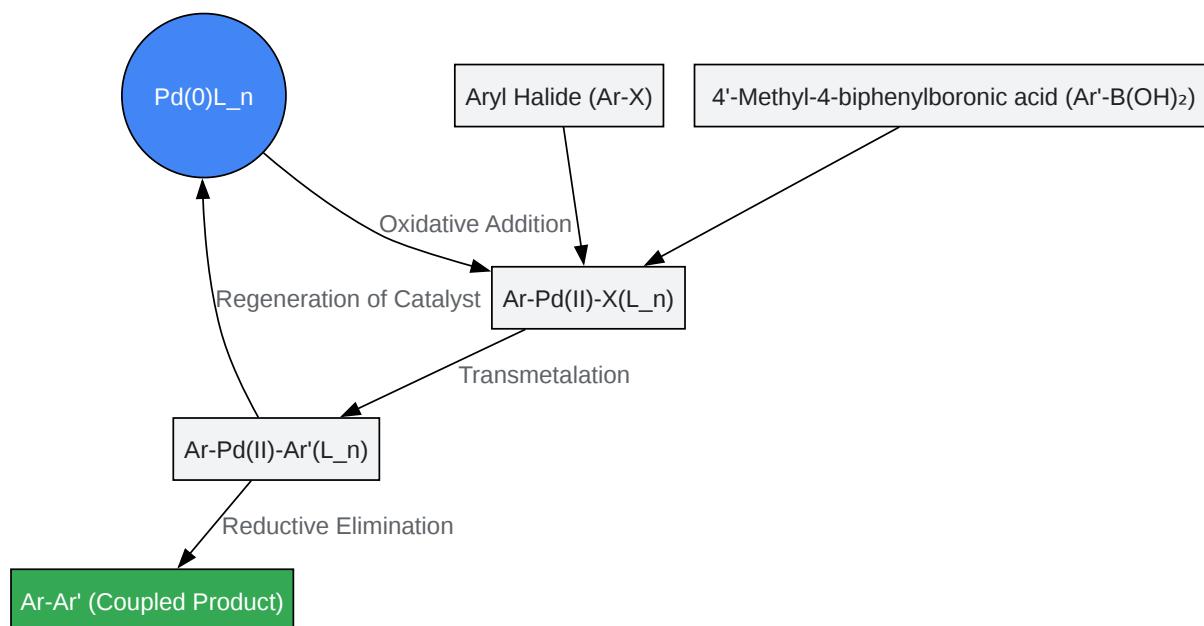 Pd(0)L_n
Aryl Halide (Ar-X)
4'-Methyl-4-biphenylboronic acid (Ar'-B(OH)₂)
Oxidative Addition
Regeneration of Catalyst
Ar-Pd(II)-X(L_n)
Transmetalation
Ar-Pd(II)-Ar'(L_n)
Reductive Elimination
Ar-Ar' (Coupled Product)